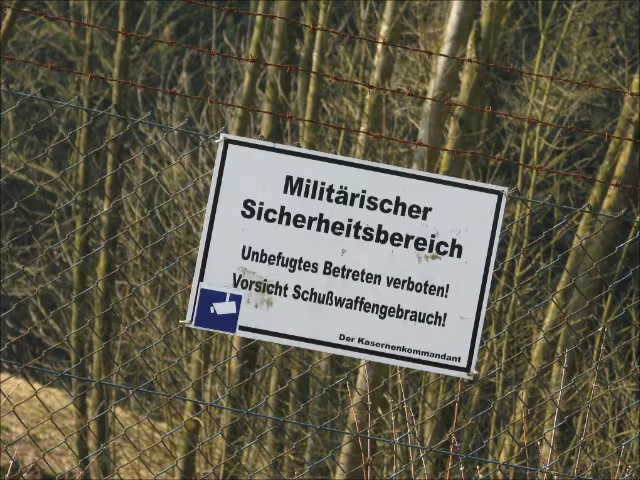 Militärischer
Sicherheitsbereich
Unbefugtes Betreten verboten!
Vorsicht Schußwaffengebrauch!
Der Kasernenkommandant